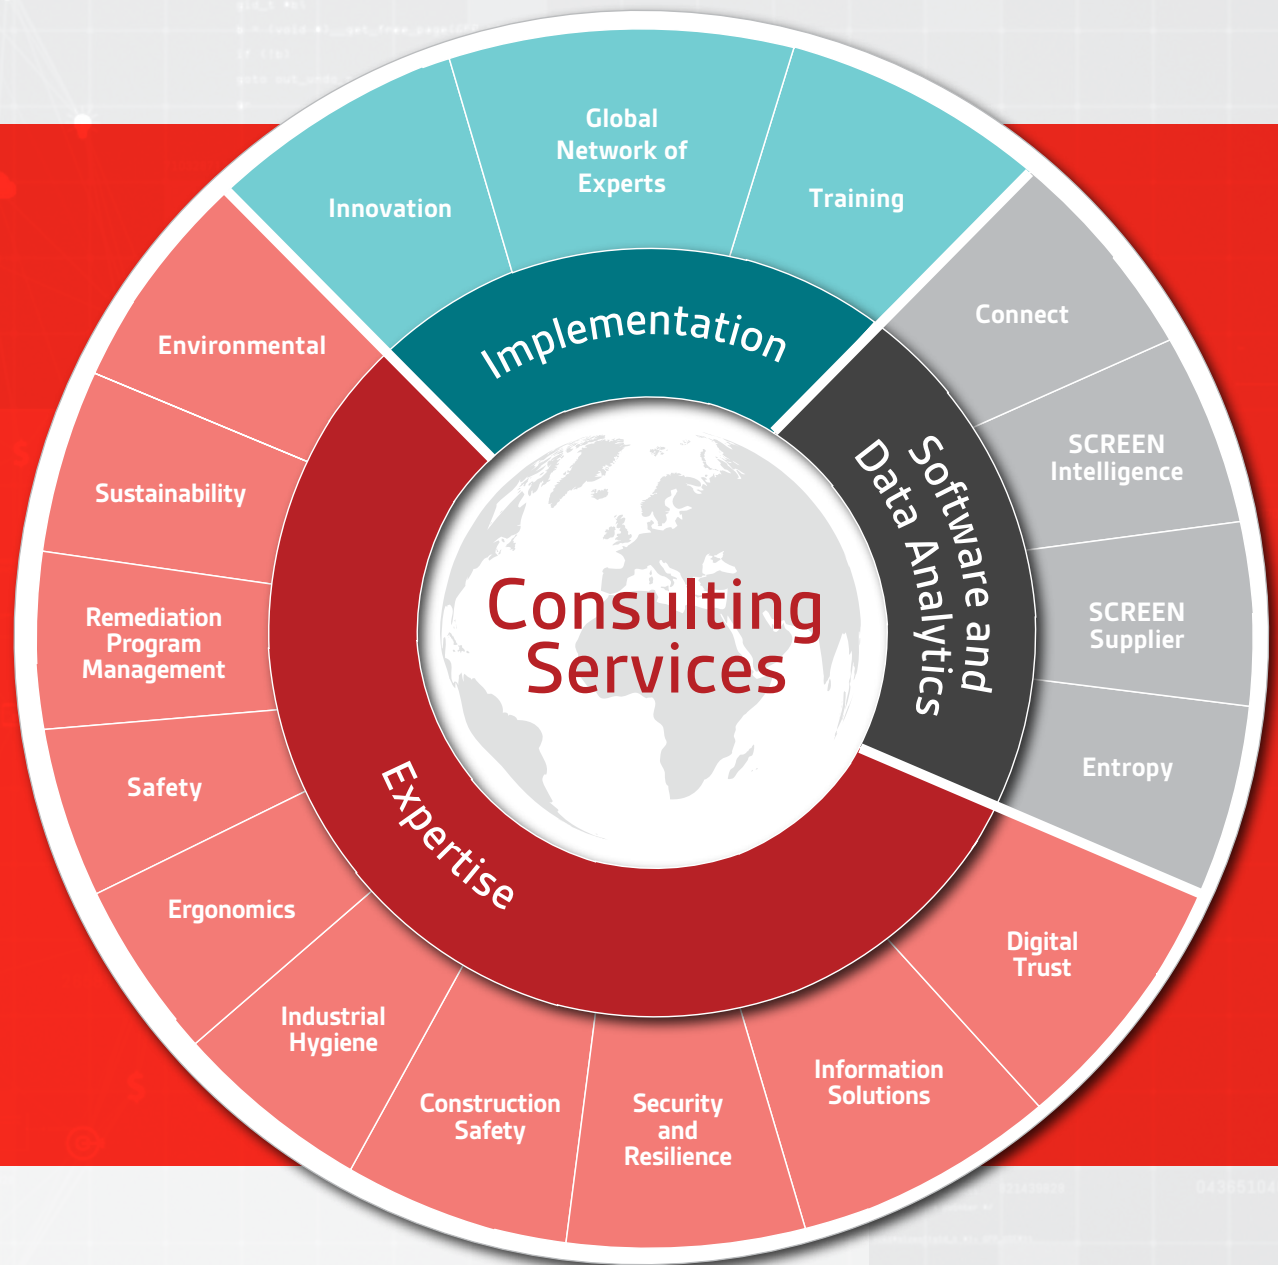 Global
Network of
Experts
Innovation
Training
Implementation
Connect
SCREEN
Intelligence
SCREEN
Supplier
Entropy
Software and
Data Analytics
Consulting
Services
Environmental
Sustainability
Remediation
Program
Management
Safety
Ergonomics
Industrial
Hygiene
Construction
Safety
Security
and
Resilience
Information
Solutions
Digital
Trust
Expertise